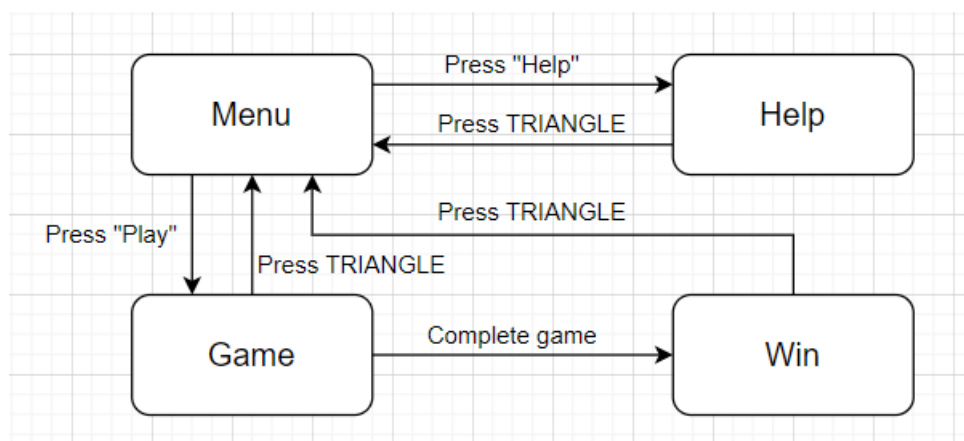 Press "Help"
Menu
Help
Press TRIANGLE
Press TRIANGLE
Press "Play"
Press TRIANGLE
Complete game
Game
Win